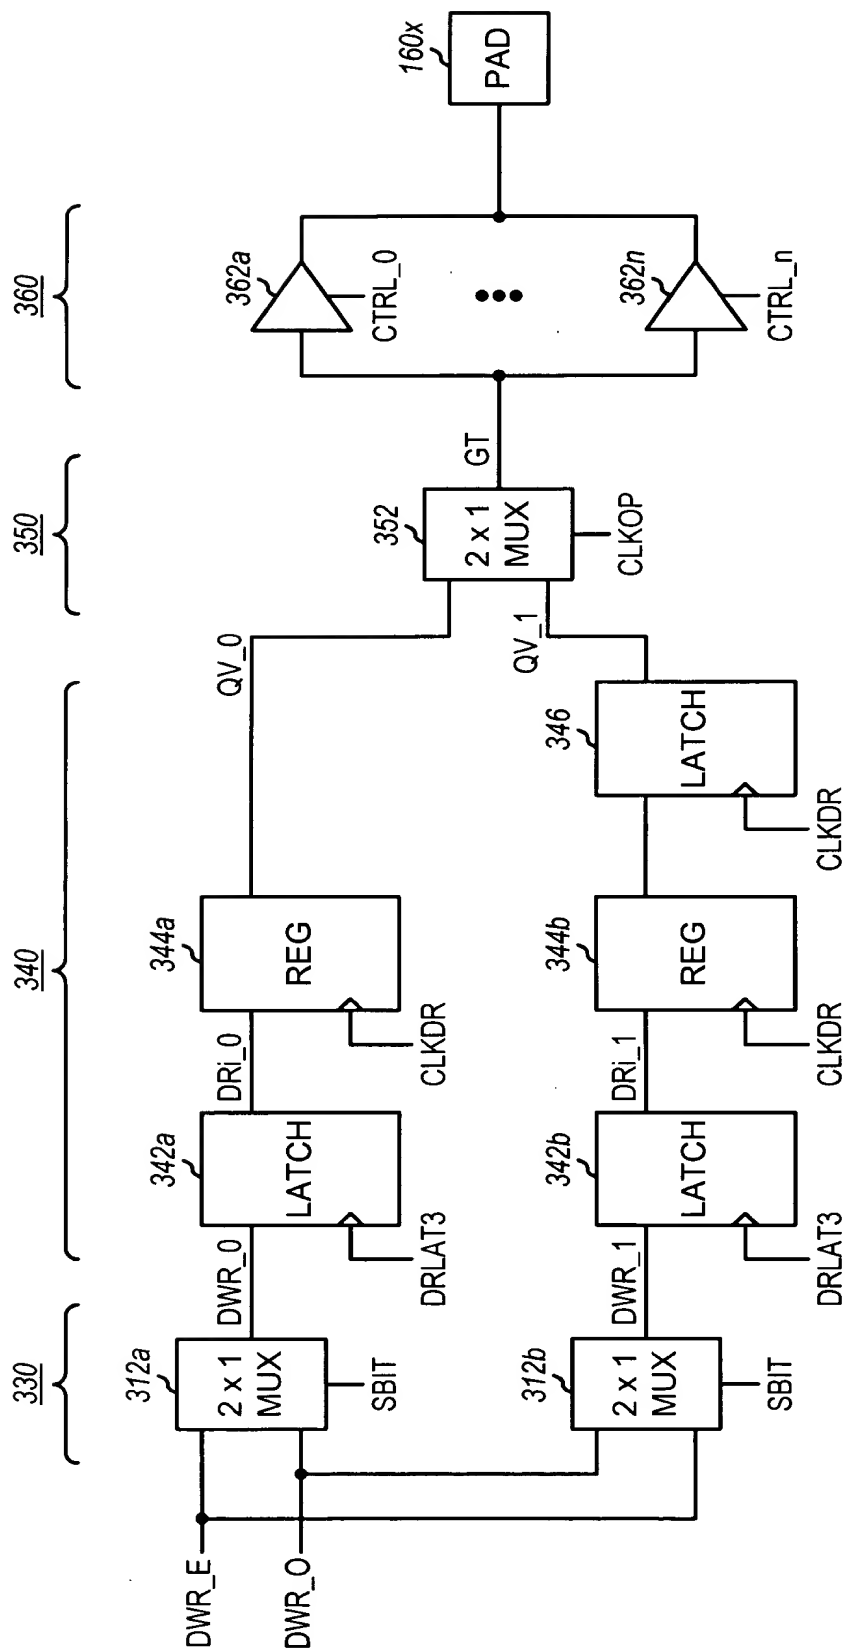 330
340
350
360
DWR_E
DWR_O
312a
2 x 1
MUX
SBIT
DWR_0
342a
LATCH
DRLAT3
DRi_0
344a
REG
CLKDR
QV_0
312b
2 x 1
MUX
SBIT
DWR_1
342b
LATCH
DRLAT3
DRi_1
344b
REG
CLKDR
346
LATCH
CLKDR
QV_1
352
2 x 1
MUX
CLKOP
GT
362a
CTRL_0
362n
CTRL_n
160x
PAD